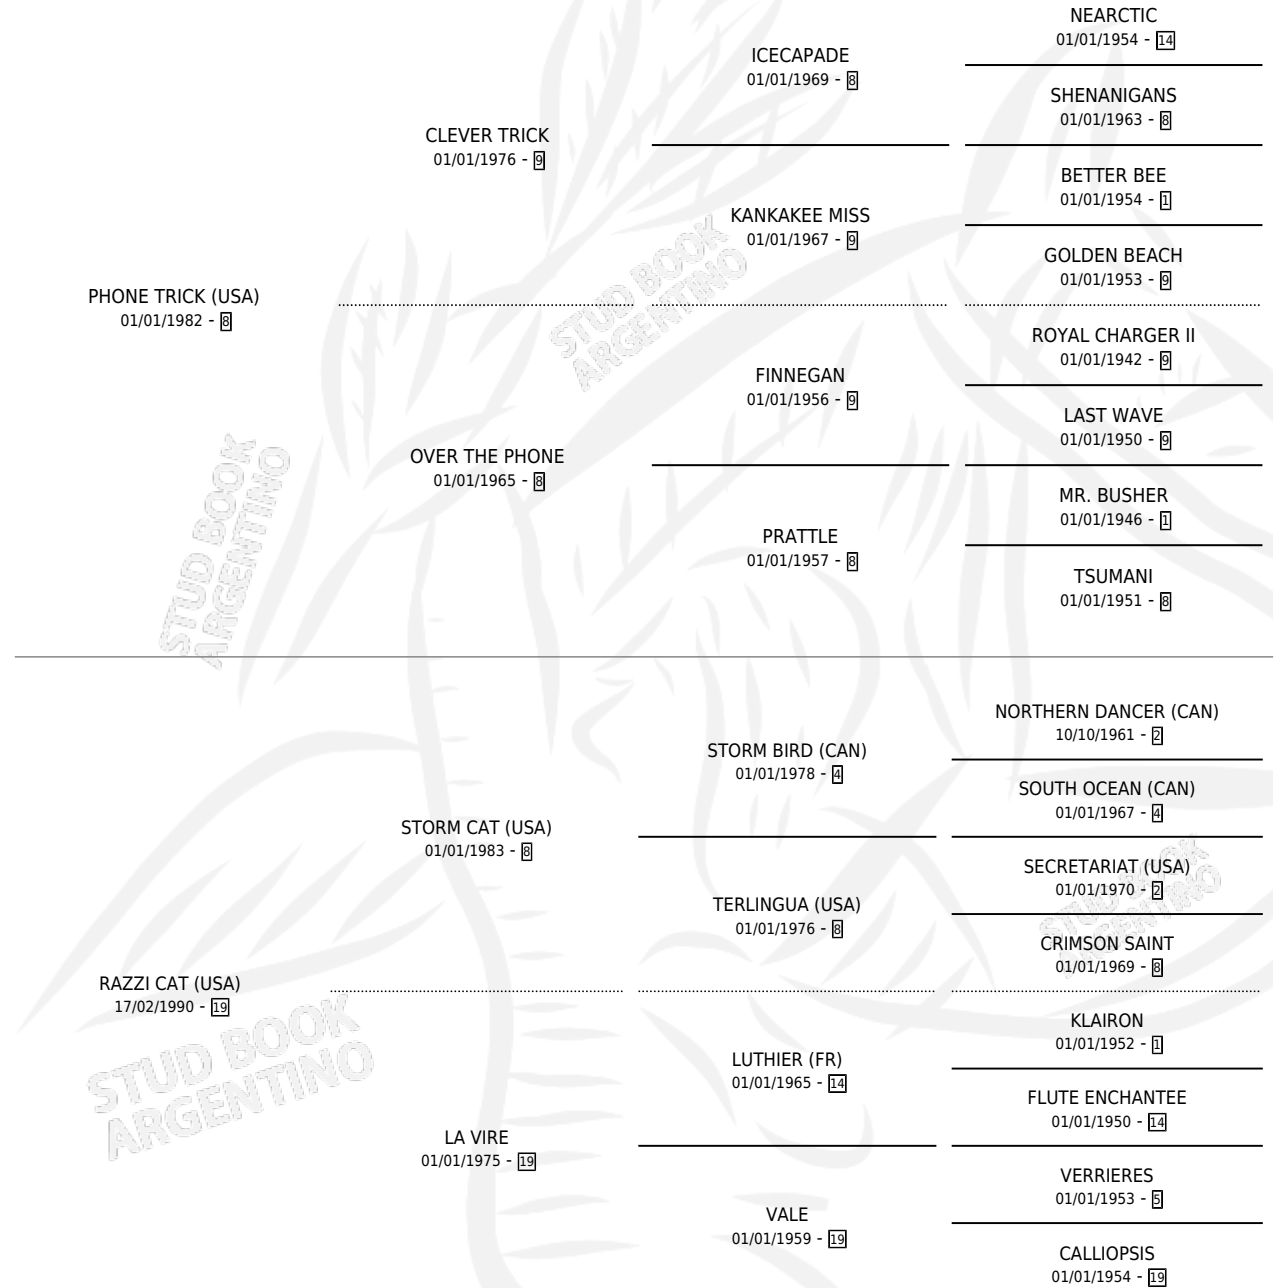 NEARCTIC
01/01/1954 - 14
ICECAPADE
01/01/1969 - 8
SHENANIGANS
01/01/1963 - 8
CLEVER TRICK
01/01/1976 - 9
BETTER BEE
01/01/1954 - 1
KANKAKEE MISS
01/01/1967 - 9
GOLDEN BEACH
01/01/1953 - 9
PHONE TRICK (USA)
01/01/1982 - 8
ROYAL CHARGER II
01/01/1942 - 9
FINNEGAN
01/01/1956 - 9
LAST WAVE
01/01/1950 - 9
OVER THE PHONE
01/01/1965 - 8
MR. BUSHER
01/01/1946 - 1
PRATTLE
01/01/1957 - 8
TSUMANI
01/01/1951 - 8
STUD BOOK
ARGENTINO
STUD BOOK
ARGENTINO
NORTHERN DANCER (CAN)
10/10/1961 - 2
STORM BIRD (CAN)
01/01/1978 - 4
SOUTH OCEAN (CAN)
01/01/1967 - 4
STORM CAT (USA)
01/01/1983 - 8
SECRETARIAT (USA)
01/01/1970 - 2
TERLINGUA (USA)
01/01/1976 - 8
CRIMSON SAINT
01/01/1969 - 8
STUD BOOK
ARGENTINO
RAZZI CAT (USA)
17/02/1990 - 19
KLAIRON
01/01/1952 - 1
LUTHIER (FR)
01/01/1965 - 14
FLUTE ENCHANTEE
01/01/1950 - 14
LA VIRE
01/01/1975 - 19
VERRIERES
01/01/1953 - 5
VALE
01/01/1959 - 19
CALLIOPSIS
01/01/1954 - 19
STUD BOOK
ARGENTINO